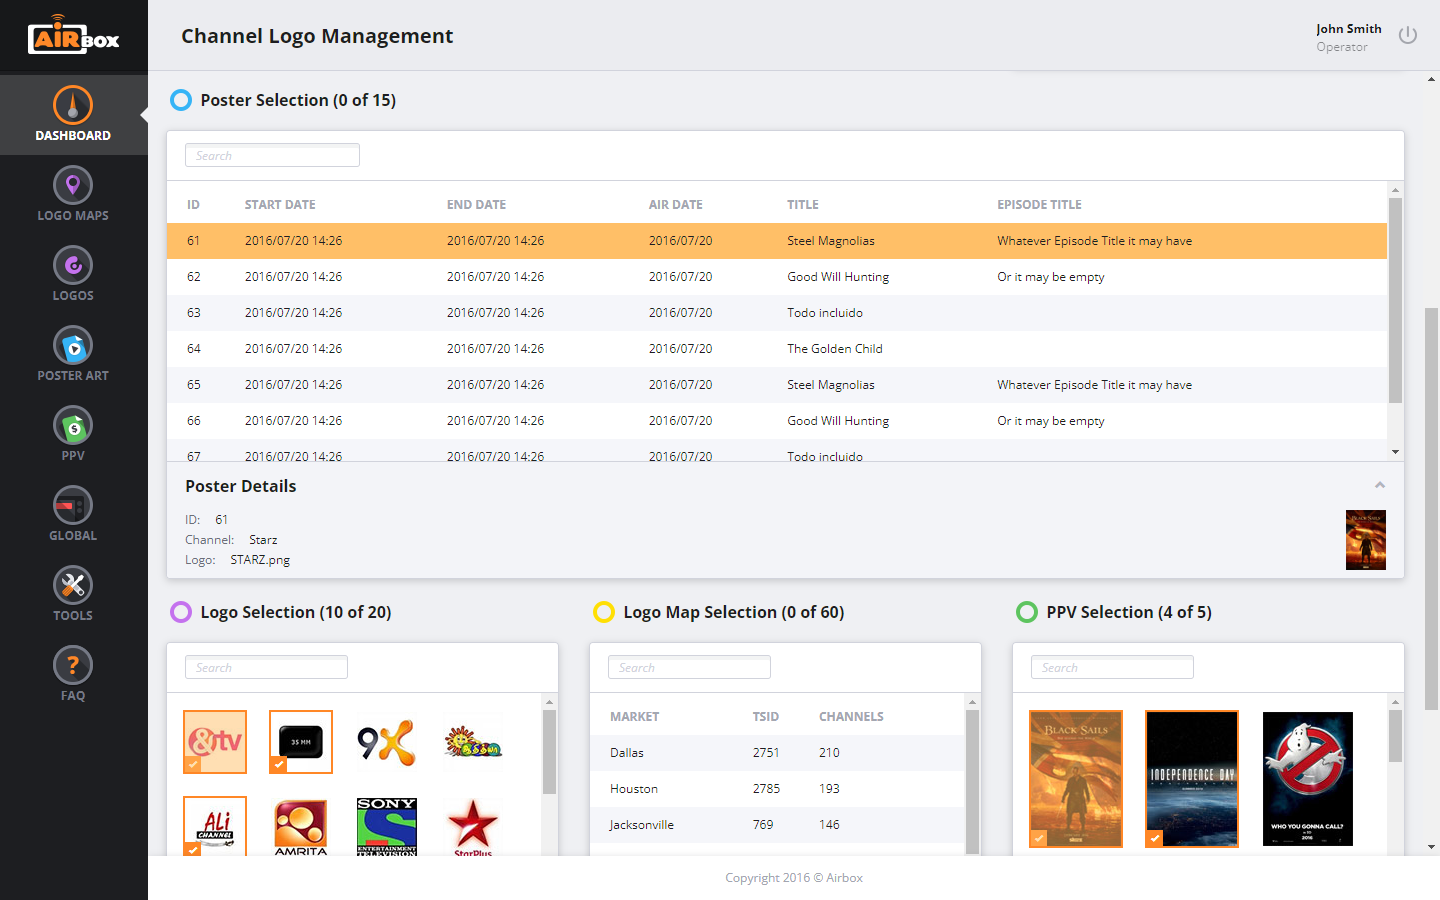 AIRBOX
Channel Logo Management
John Smith
Operator
DASHBOARD
LOGO MAPS
LOGOS
POSTER ART
PPV
GLOBAL
TOOLS
? FAQ
Poster Selection (0 of 15)
Search
ID START DATE END DATE AIR DATE TITLE EPISODE TITLE
61 2016/07/20 14:26 2016/07/20 14:26 2016/07/20 Steel Magnolias Whatever Episode Title it may have
62 2016/07/20 14:26 2016/07/20 14:26 2016/07/20 Good Will Hunting Or it may be empty
63 2016/07/20 14:26 2016/07/20 14:26 2016/07/20 Todo incluido
64 2016/07/20 14:26 2016/07/20 14:26 2016/07/20 The Golden Child
65 2016/07/20 14:26 2016/07/20 14:26 2016/07/20 Steel Magnolias Whatever Episode Title it may have
66 2016/07/20 14:26 2016/07/20 14:26 2016/07/20 Good Will Hunting Or it may be empty
67 2016/07/20 14:26 2016/07/20 14:26 2016/07/20 Todo incluido
Poster Details
ID: 61
Channel: Starz
Logo: STARZ.png
BLACK SAILS
Logo Selection (10 of 20)
Search
&tv
35 MM
9X
ALi
CHANNEL
AMRITA
SONY
ENTERTAINMENT
TELEVISION
StarPlus
Logo Map Selection (0 of 60)
Search
MARKET TSID CHANNELS
Dallas 2751 210
Houston 2785 193
Jacksonville 769 146
PPV Selection (4 of 5)
Search
BLACK SAILS
INDEPENDENCE DAY
WHO YOU GONNA CALL?
2016
Copyright 2016 © Airbox